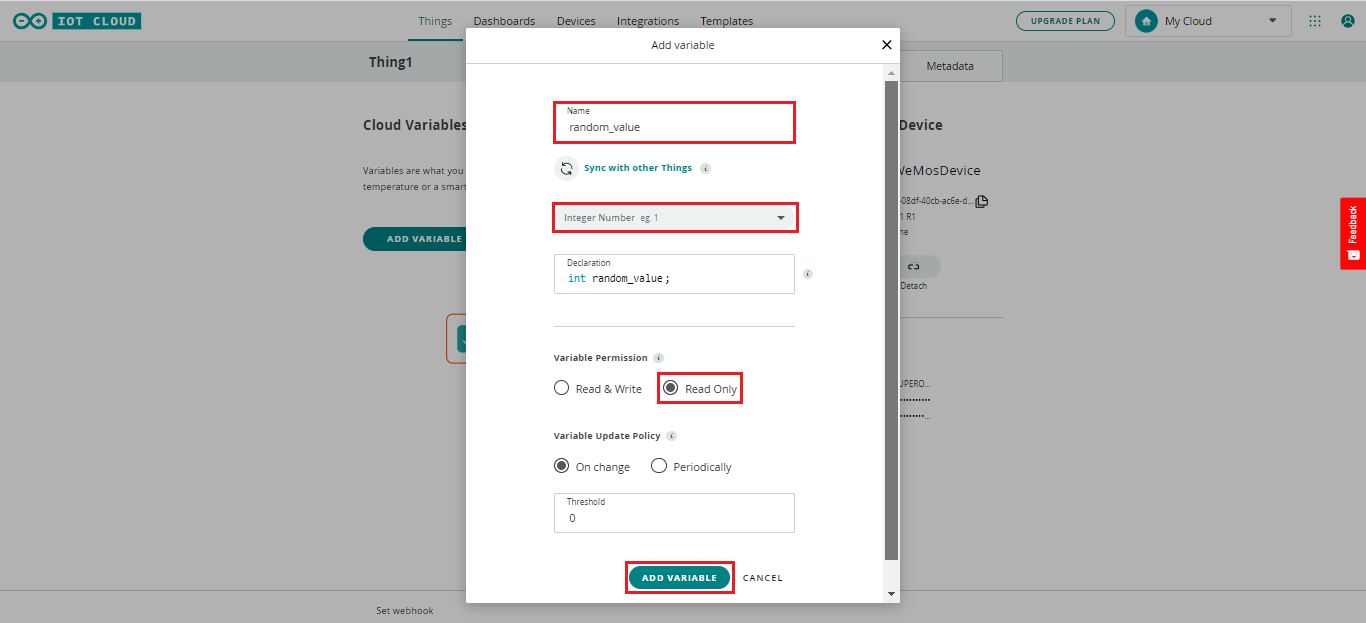 IOT CLOUD
Things Dashboards Devices Integrations Templates
UPGRADE PLAN
My Cloud
Thing1
Metadata
Add variable
Name
random_value
Sync with other Things
Integer Number eg. 1
Declaration
int random_value;
Variable Permission
Read & Write
Read Only
Variable Update Policy
On change
Periodically
Threshold
0
ADD VARIABLE
CANCEL
Cloud Variables
Variables are what you
temperature or a smart
ADD VARIABLE
Device
WeMosDevice
-08df-40cb-ac6e-d...
1 R1
ne
Detach
UPERO...
Feedback
Set webhook